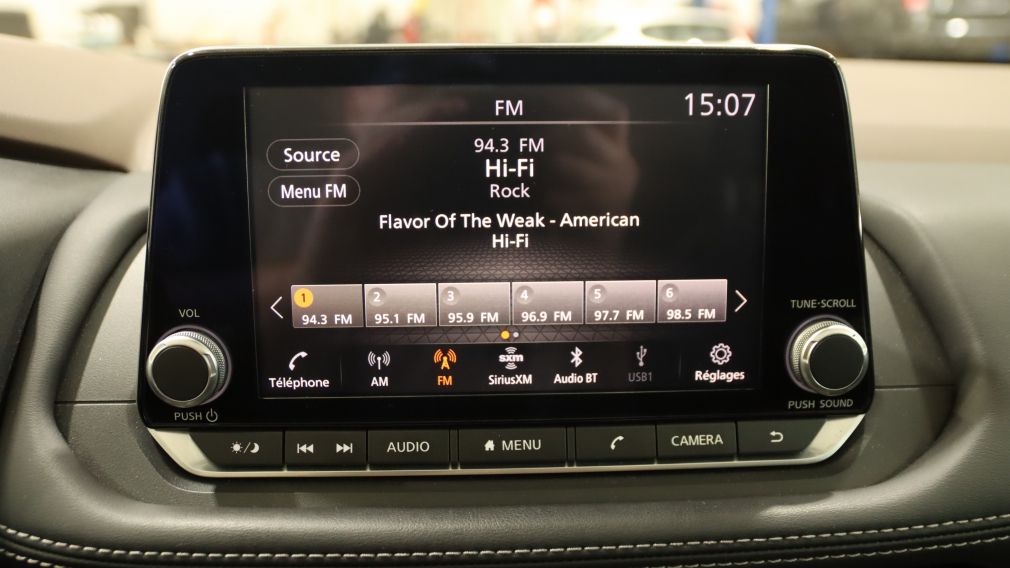 FM
15:07
94.3 FM
Source
Hi-Fi
Menu FM
Rock
Flavor Of The Weak - American
Hi-Fi
1
2
3
4
5
6
94.3 FM
95.1 FM
95.9 FM
96.9 FM
97.7 FM
98.5 FM
VOL
TUNE·SCROLL
Téléphone
AM
FM
sxm
SiriusXM
Audio BT
USB1
Réglages
PUSH
PUSH SOUND
AUDIO
MENU
CAMERA